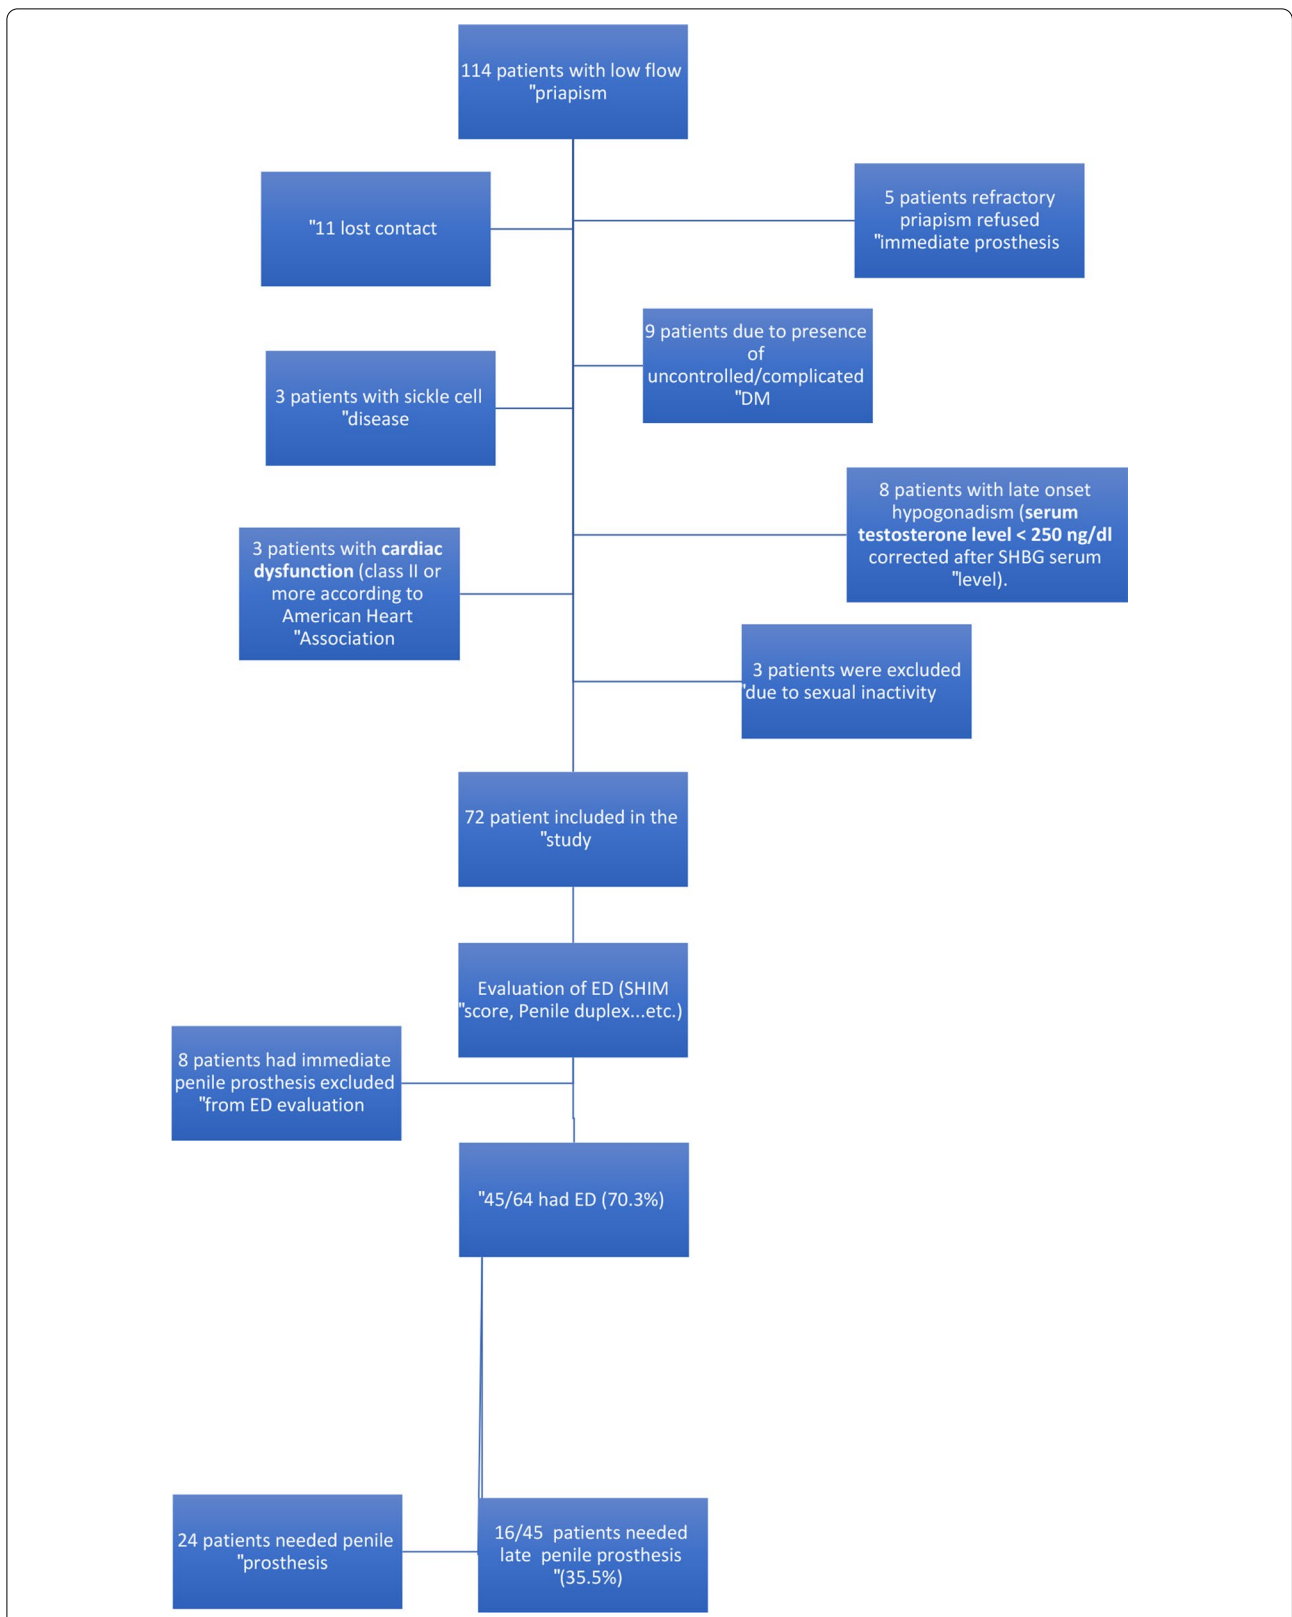 114 patients with low flow
"priapism
"11 lost contact
5 patients refractory
priapism refused
"immediate prosthesis
9 patients due to presence
of
uncontrolled/complicated
"DM
3 patients with sickle cell
"disease
8 patients with late onset
hypogonadism (serum
testosterone level < 250 ng/dl
corrected after SHBG serum
"level).
3 patients with cardiac
dysfunction (class II or
more according to
American Heart
"Association
3 patients were excluded
"due to sexual inactivity
72 patient included in the
"study
Evaluation of ED (SHIM
"score, Penile duplex...etc.)
8 patients had immediate
penile prosthesis excluded
"from ED evaluation
"45/64 had ED (70.3%)
24 patients needed penile
"prosthesis
16/45 patients needed
late penile prosthesis
"(35.5%)